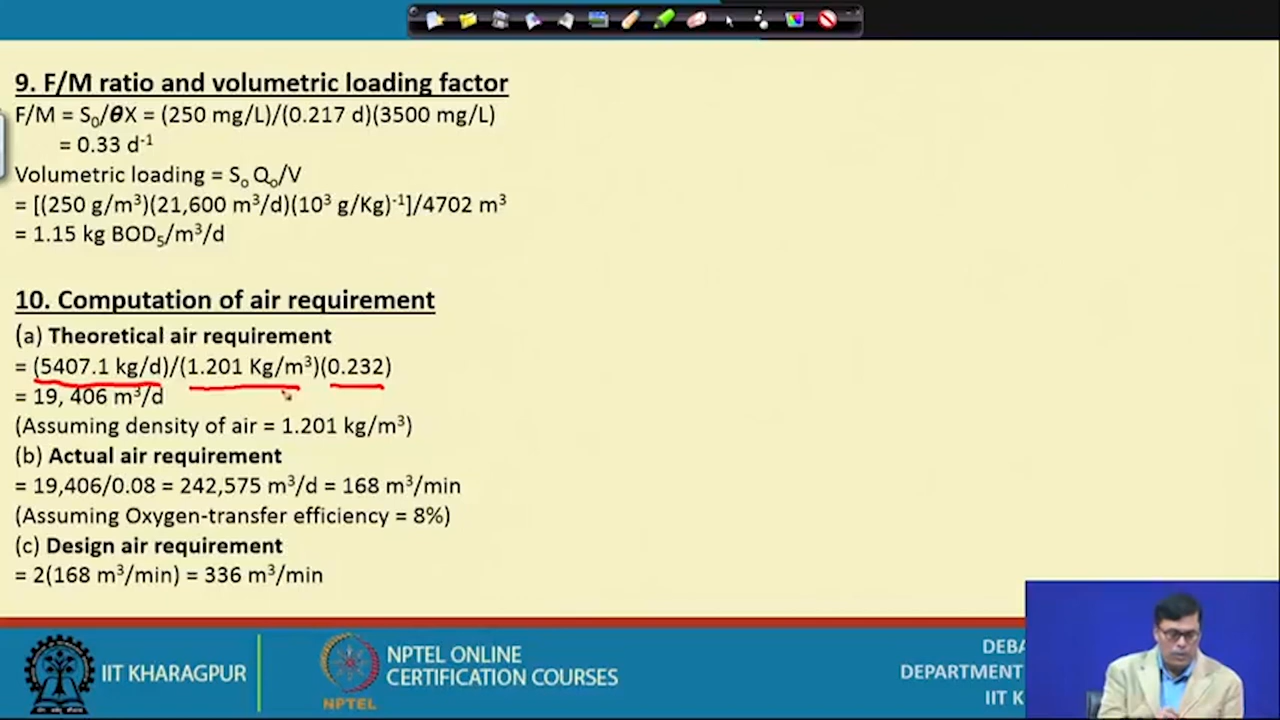 9. F/M ratio and volumetric loading factor
F/M = S₀/θX = (250 mg/L)/(0.217 d)(3500 mg/L)
= 0.33 d⁻¹
Volumetric loading = Sₒ Qₒ/V
= [(250 g/m³)(21,600 m³/d)(10³ g/Kg)⁻¹]/4702 m³
= 1.15 kg BOD₅/m³/d
10. Computation of air requirement
(a) Theoretical air requirement
= (5407.1 kg/d)/(1.201 Kg/m³)(0.232)
= 19, 406 m³/d
(Assuming density of air = 1.201 kg/m³)
(b) Actual air requirement
= 19,406/0.08 = 242,575 m³/d = 168 m³/min
(Assuming Oxygen-transfer efficiency = 8%)
(c) Design air requirement
= 2(168 m³/min) = 336 m³/min
IIT KHARAGPUR
NPTEL
NPTEL ONLINE
CERTIFICATION COURSES
DEBA
DEPARTMENT
IIT K